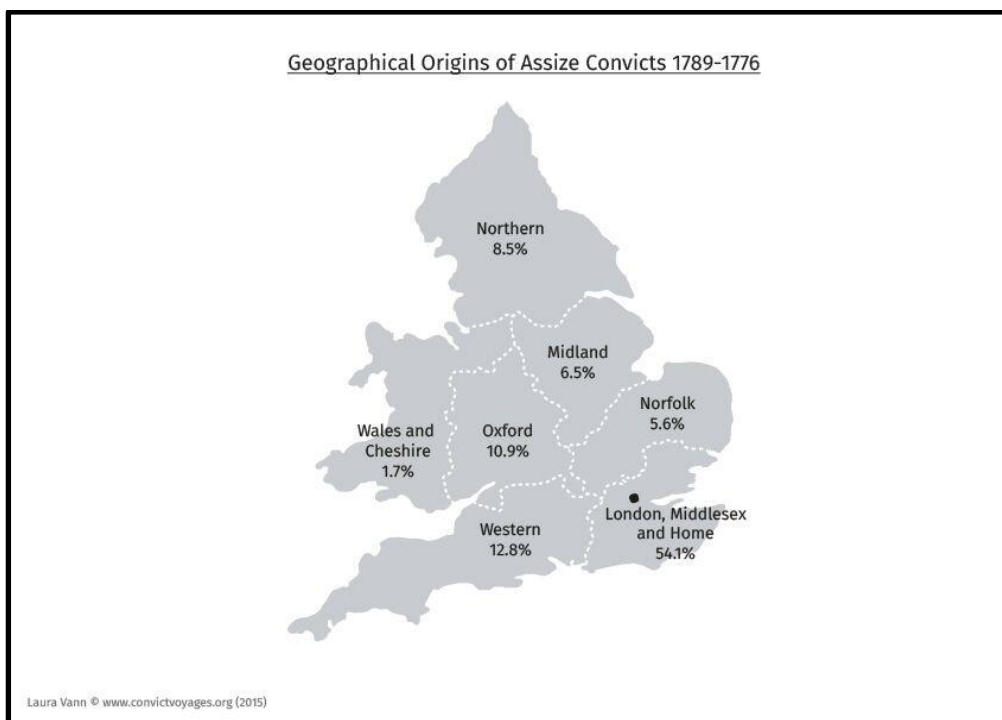 Geographical Origins of Assize Convicts 1789-1776
Northern
8.5%
Midland
6.5%
Norfolk
5.6%
Wales and
Cheshire
1.7%
Oxford
10.9%
London, Middlesex
and Home
54.1%
Western
12.8%
Laura Vann © www.convictvoyages.org (2015)